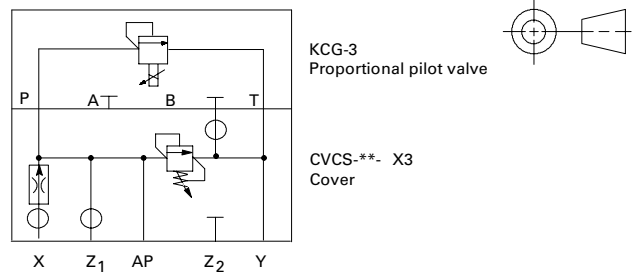 KCG-3
Proportional pilot valve
P A B T
CVCS-**- X3
Cover
X Z1 AP Z2 Y